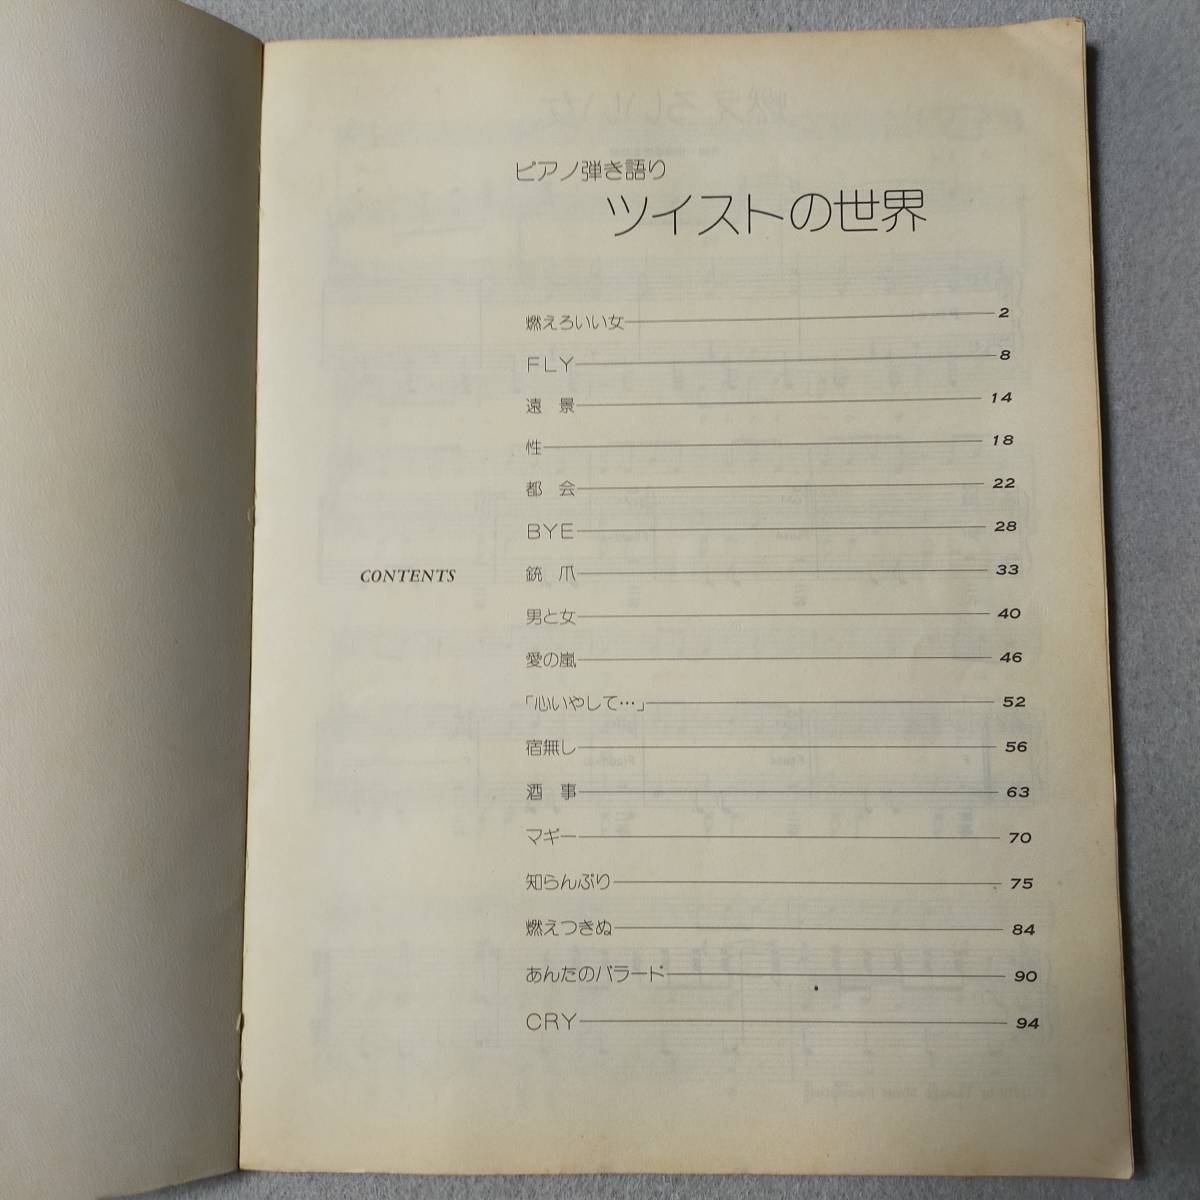 ピアノ弾き語り
ツイストの世界
CONTENTS
燃えろいい女 2
FLY 8
遠 景 14
性 18
都 会 22
BYE 28
銃 爪 33
男と女 40
愛の嵐 46
「心いやして…」 52
宿無し 56
酒 事 63
マギー 70
知らんぷり 75
燃えつきぬ 84
あんたのバラード 90
CRY 94